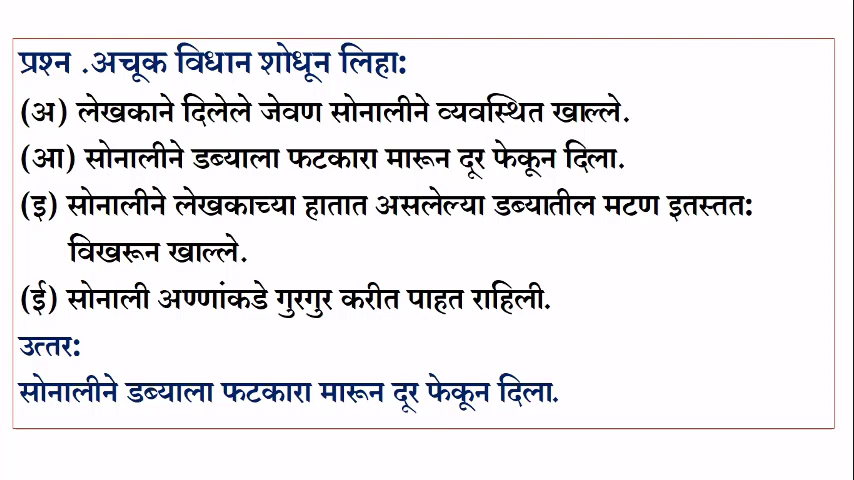 प्रश्न .अचूक विधान शोधून लिहा:
(अ) लेखकाने दिलेले जेवण सोनालीने व्यवस्थित खाल्ले.
(आ) सोनालीने डब्याला फटकारा मारून दूर फेकून दिला.
(इ) सोनालीने लेखकाच्या हातात असलेल्या डब्यातील मटण इतस्तत:
विखरून खाल्ले.
(ई) सोनाली अण्णांकडे गुरगुर करीत पाहत राहिली.
उत्तर:
सोनालीने डब्याला फटकारा मारून दूर फेकून दिला.